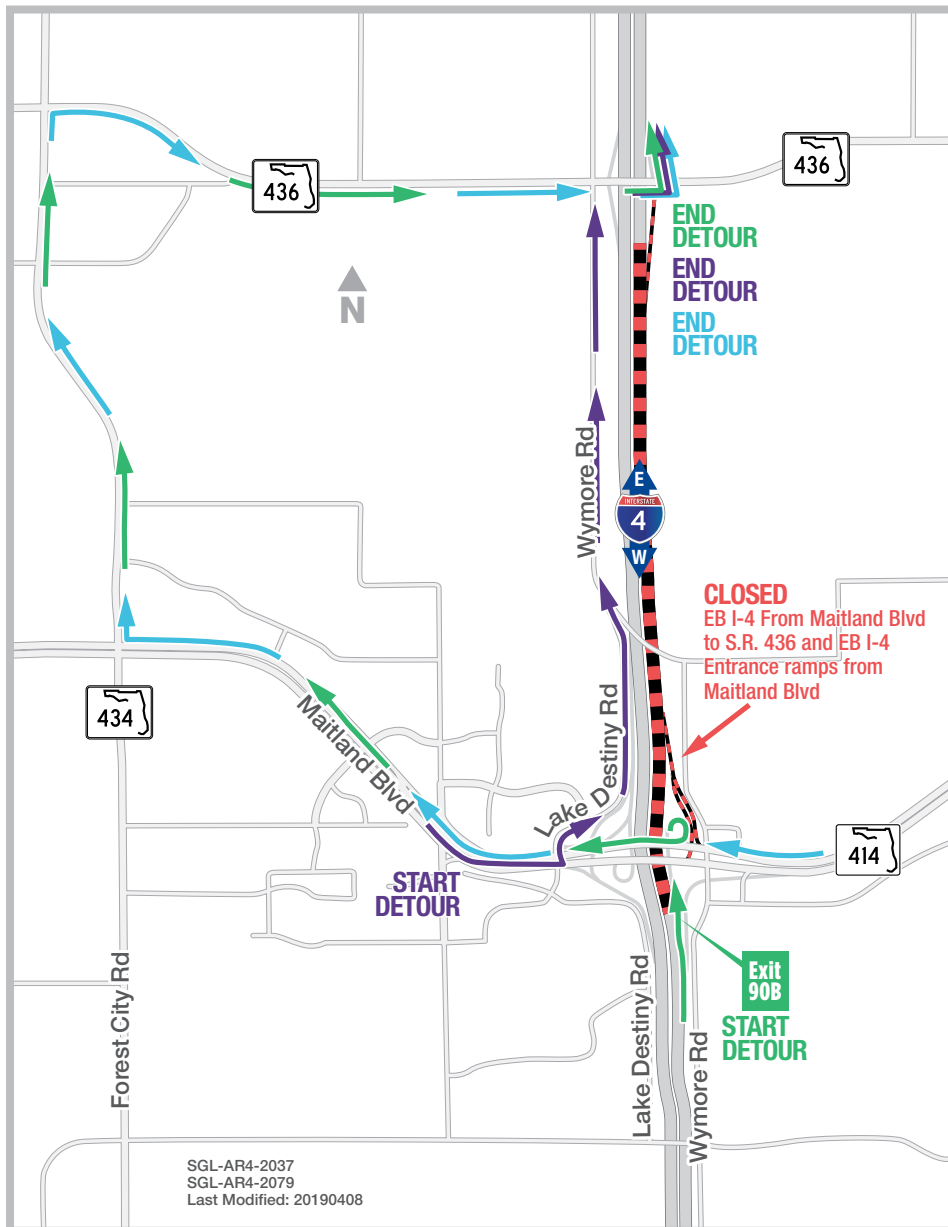 436
436
END
DETOUR
END
DETOUR
END
DETOUR
N
Wymore Rd
E
INTERSTATE
4
W
CLOSED
EB I-4 From Maitland Blvd
to S.R. 436 and EB I-4
Entrance ramps from
Maitland Blvd
434
Maitland Blvd
Lake Destiny Rd
414
START
DETOUR
Exit
90B
START
DETOUR
Forest City Rd
Lake Destiny Rd
Wymore Rd
SGL-AR4-2037
SGL-AR4-2079
Last Modified: 20190408